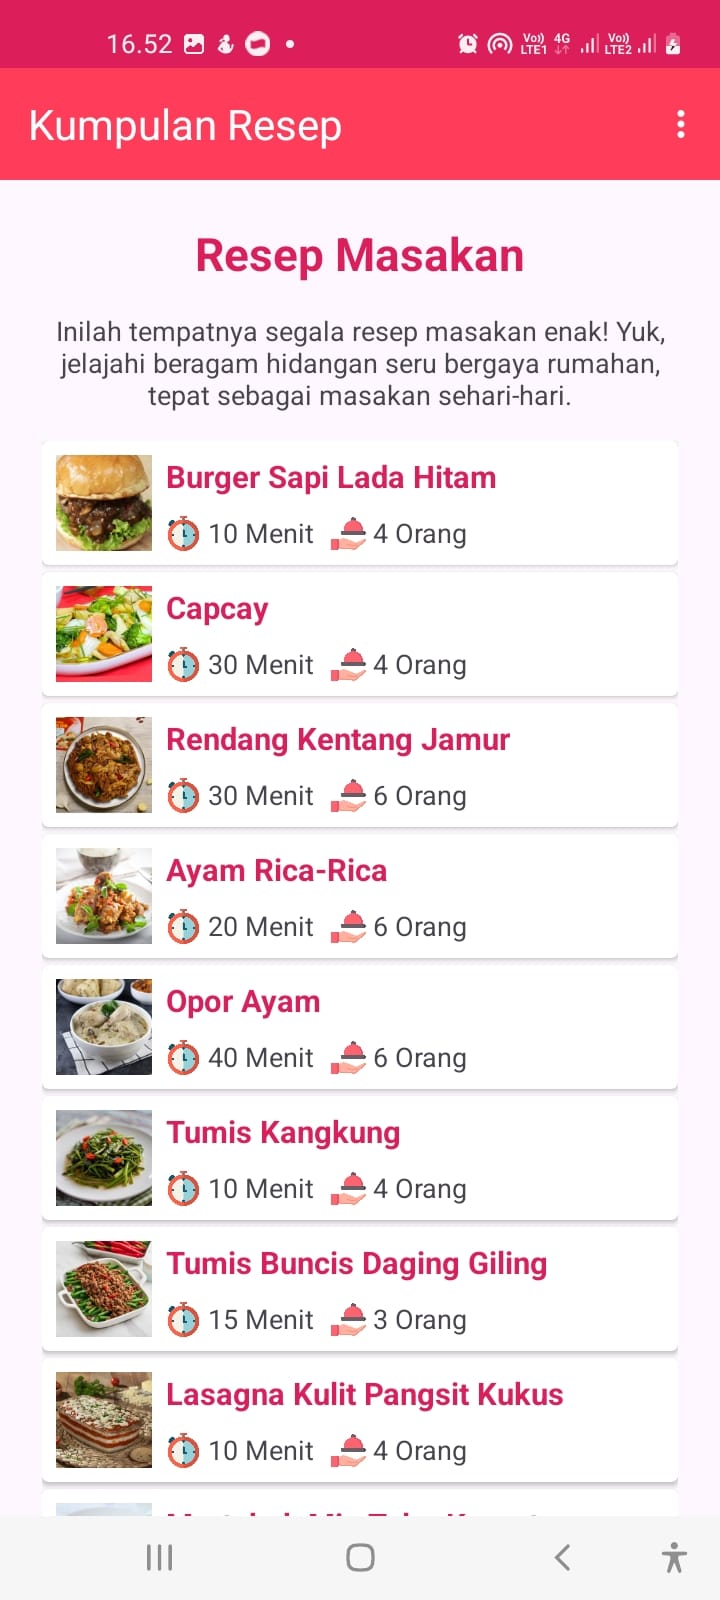 16.52
Vo)) LTE1 4G Vo)) LTE2
Kumpulan Resep
Resep Masakan
Inilah tempatnya segala resep masakan enak! Yuk,
jelajahi beragam hidangan seru bergaya rumahan,
tepat sebagai masakan sehari-hari.
Burger Sapi Lada Hitam
10 Menit 4 Orang
Capcay
30 Menit 4 Orang
Rendang Kentang Jamur
30 Menit 6 Orang
Ayam Rica-Rica
20 Menit 6 Orang
Opor Ayam
40 Menit 6 Orang
Tumis Kangkung
10 Menit 4 Orang
Tumis Buncis Daging Giling
15 Menit 3 Orang
Lasagna Kulit Pangsit Kukus
10 Menit 4 Orang